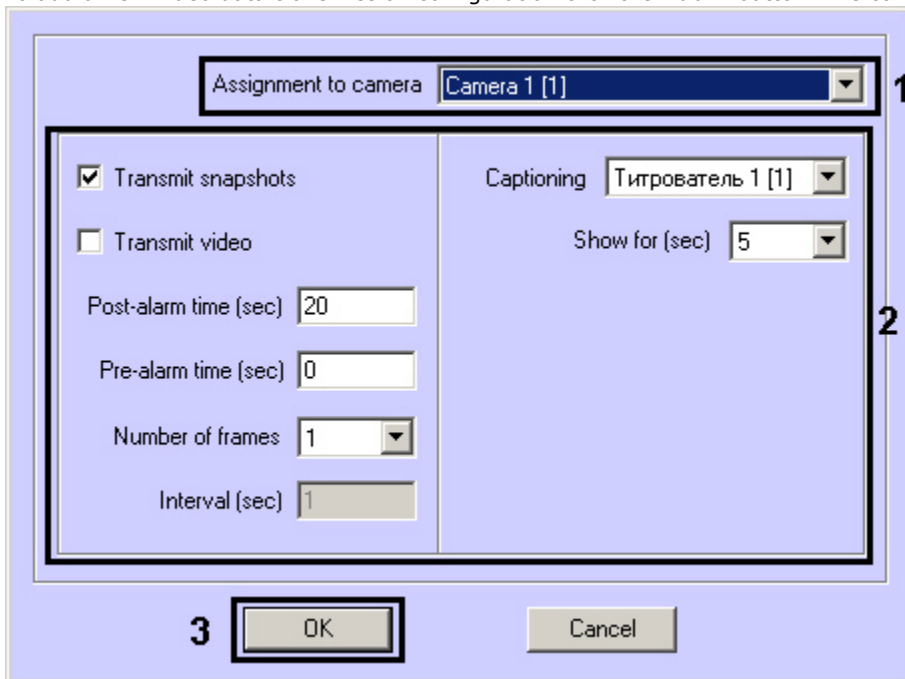 Assignment to camera Camera 1 [1] 1
Transmit snapshots
Captioning Титрователь 1 [1]
Transmit video
Show for (sec) 5
Post-alarm time (sec) 20
2
Pre-alarm time (sec) 0
Number of frames 1
Interval (sec) 1
3 OK Cancel